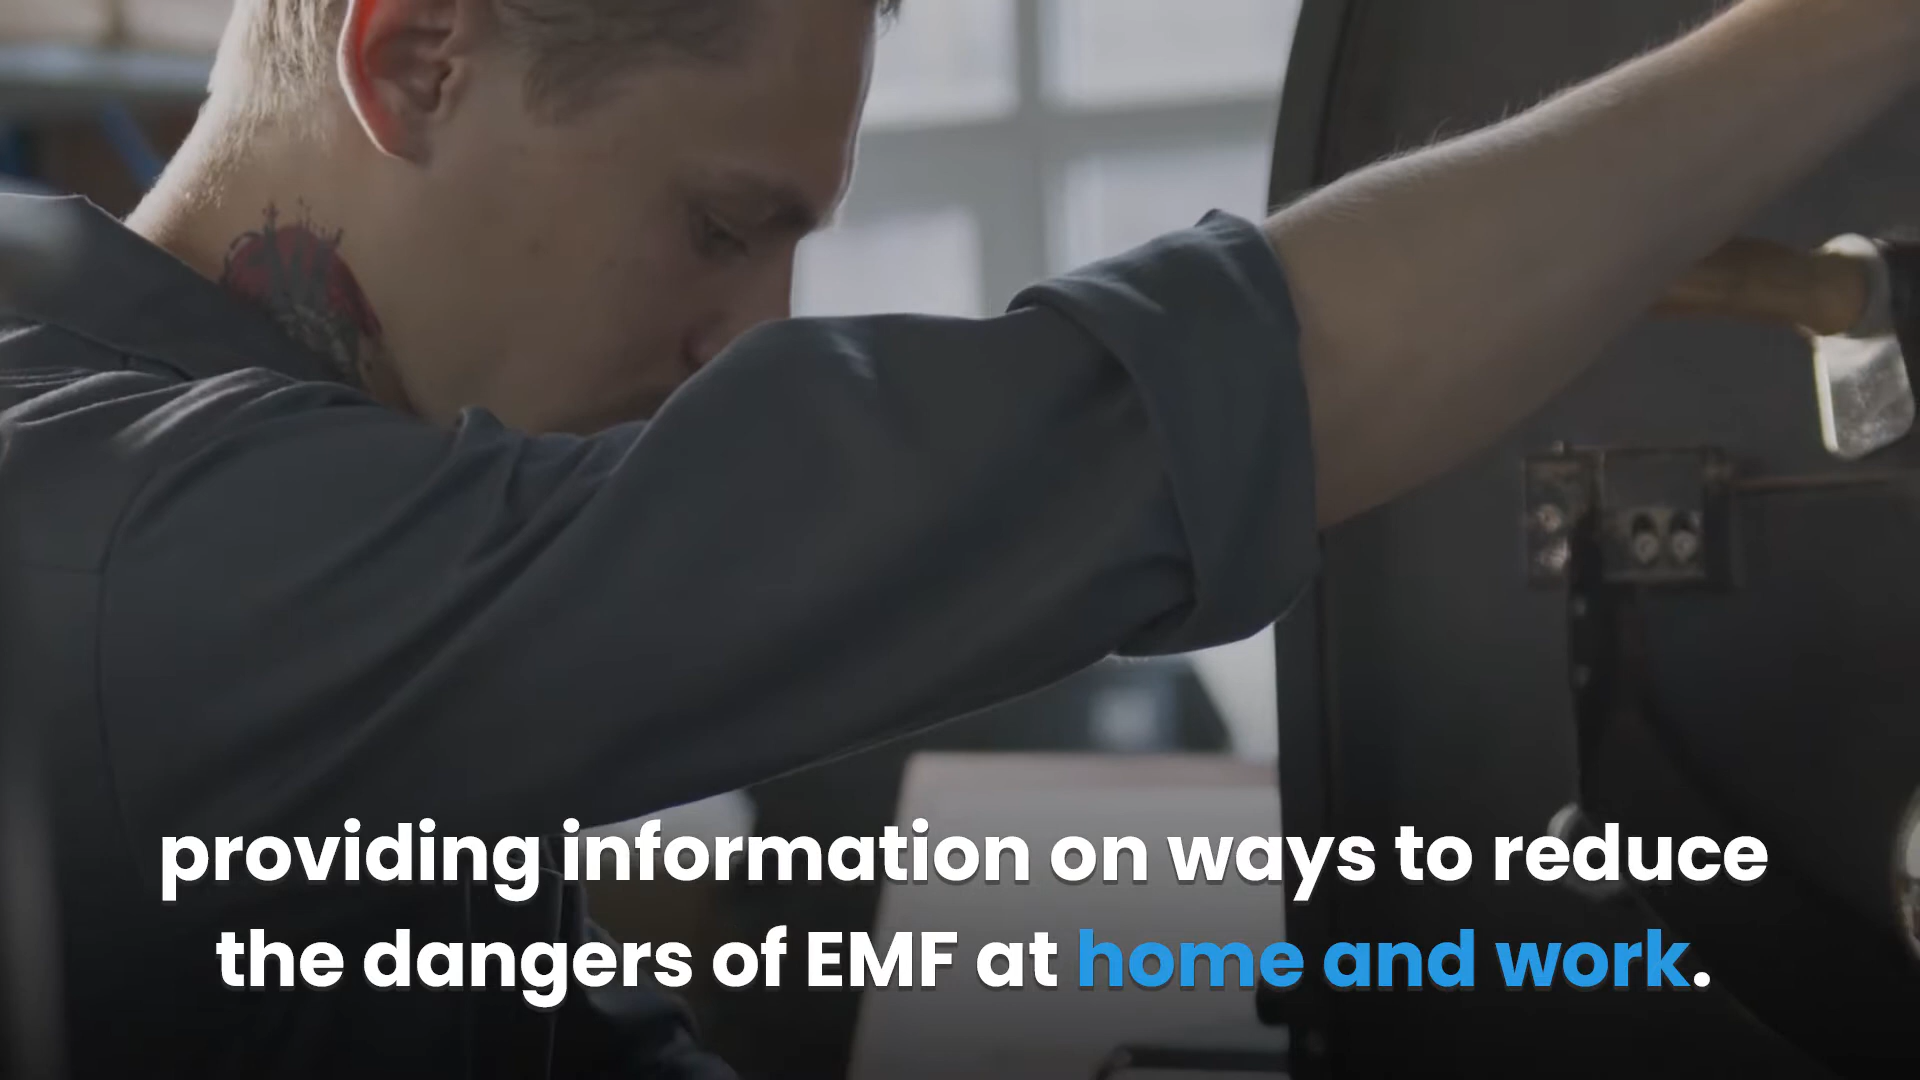 providing information on ways to reduce
the dangers of EMF at home and work.